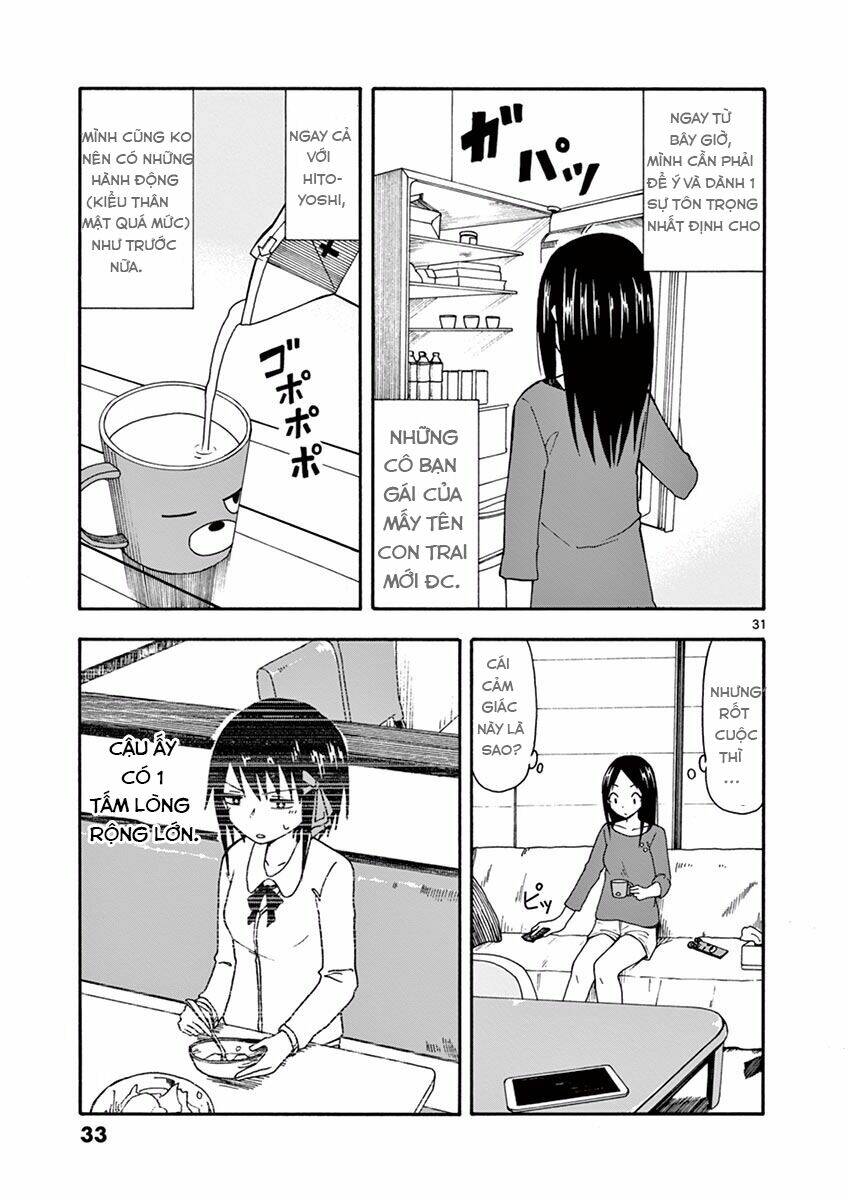 NGAY TỪ
BÂY GIỜ,
MÌNH CẦN PHẢI
ĐỂ Ý VÀ DÀNH 1
SỰ TÔN TRỌNG
NHẤT ĐỊNH CHO
ガパッ
NHỮNG
CÔ BẠN
GÁI CỦA
MẤY TÊN
CON TRAI
MỚI ĐC.
NGAY CẢ
VỚI
HITO-
YOSHI,
MÌNH CŨNG KO
NÊN CÓ NHỮNG
HÀNH ĐỘNG
(KIỂU THÂN
MẬT QUÁ MỨC)
NHƯ TRƯỚC
NỮA.
ゴポポポポ
31
NHƯNG
RỐT
CUỘC THÌ
...
CÁI
CẢM
GIÁC
NÀY LÀ
SAO?
ピッ
CẬU ẤY
CÓ 1
TẤM LÒNG
RỘNG LỚN.
33